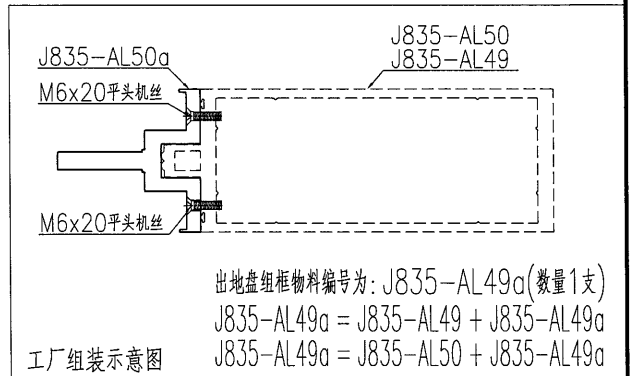 J835-AL50
J835-AL50a
J835-AL49
M6x20平头机丝
M6x20平头机丝
出地盘组框物料编号为: J835-AL49a(数量1支)
J835-AL49a = J835-AL49 + J835-AL49a
J835-AL49a = J835-AL50 + J835-AL49a
工厂组装示意图